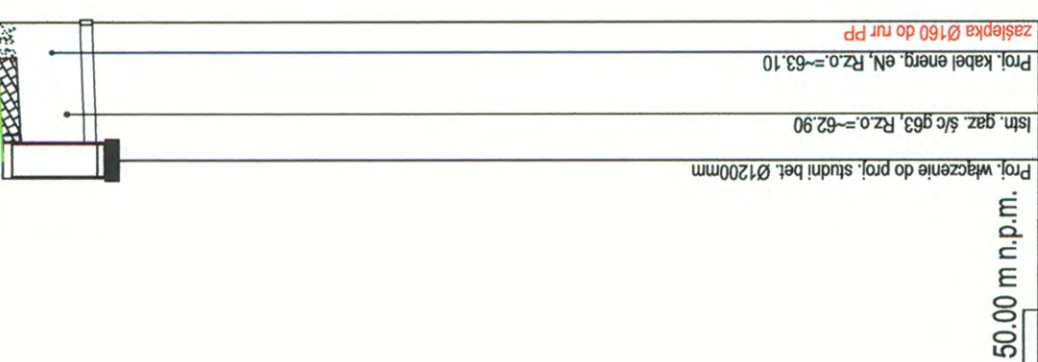 Proj. włączenie do proj. studni bet. Ø1200mm
Istn. gaz. ś/c g63, Rz.o.=~62.90
Proj. kabel energ. eN, Rz.o.=~63.10
zaślepka Ø160 do rur PP
50.00 m n.p.m.